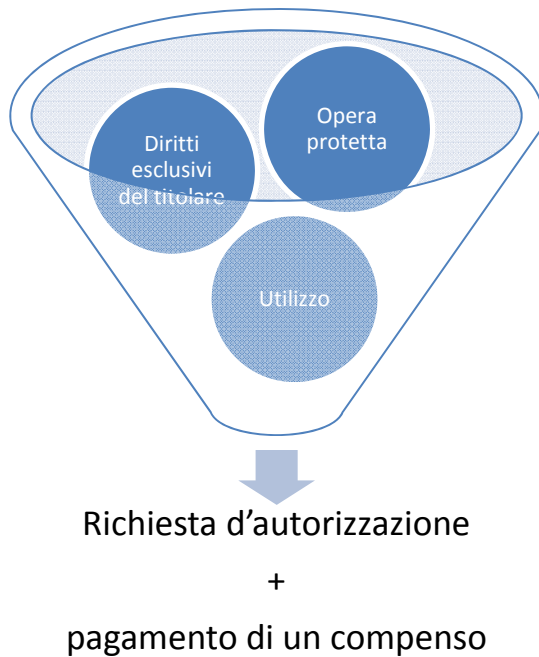 Opera
protetta
Diritti
esclusivi
del titolare
Utilizzo
Richiesta d'autorizzazione
+
pagamento di un compenso